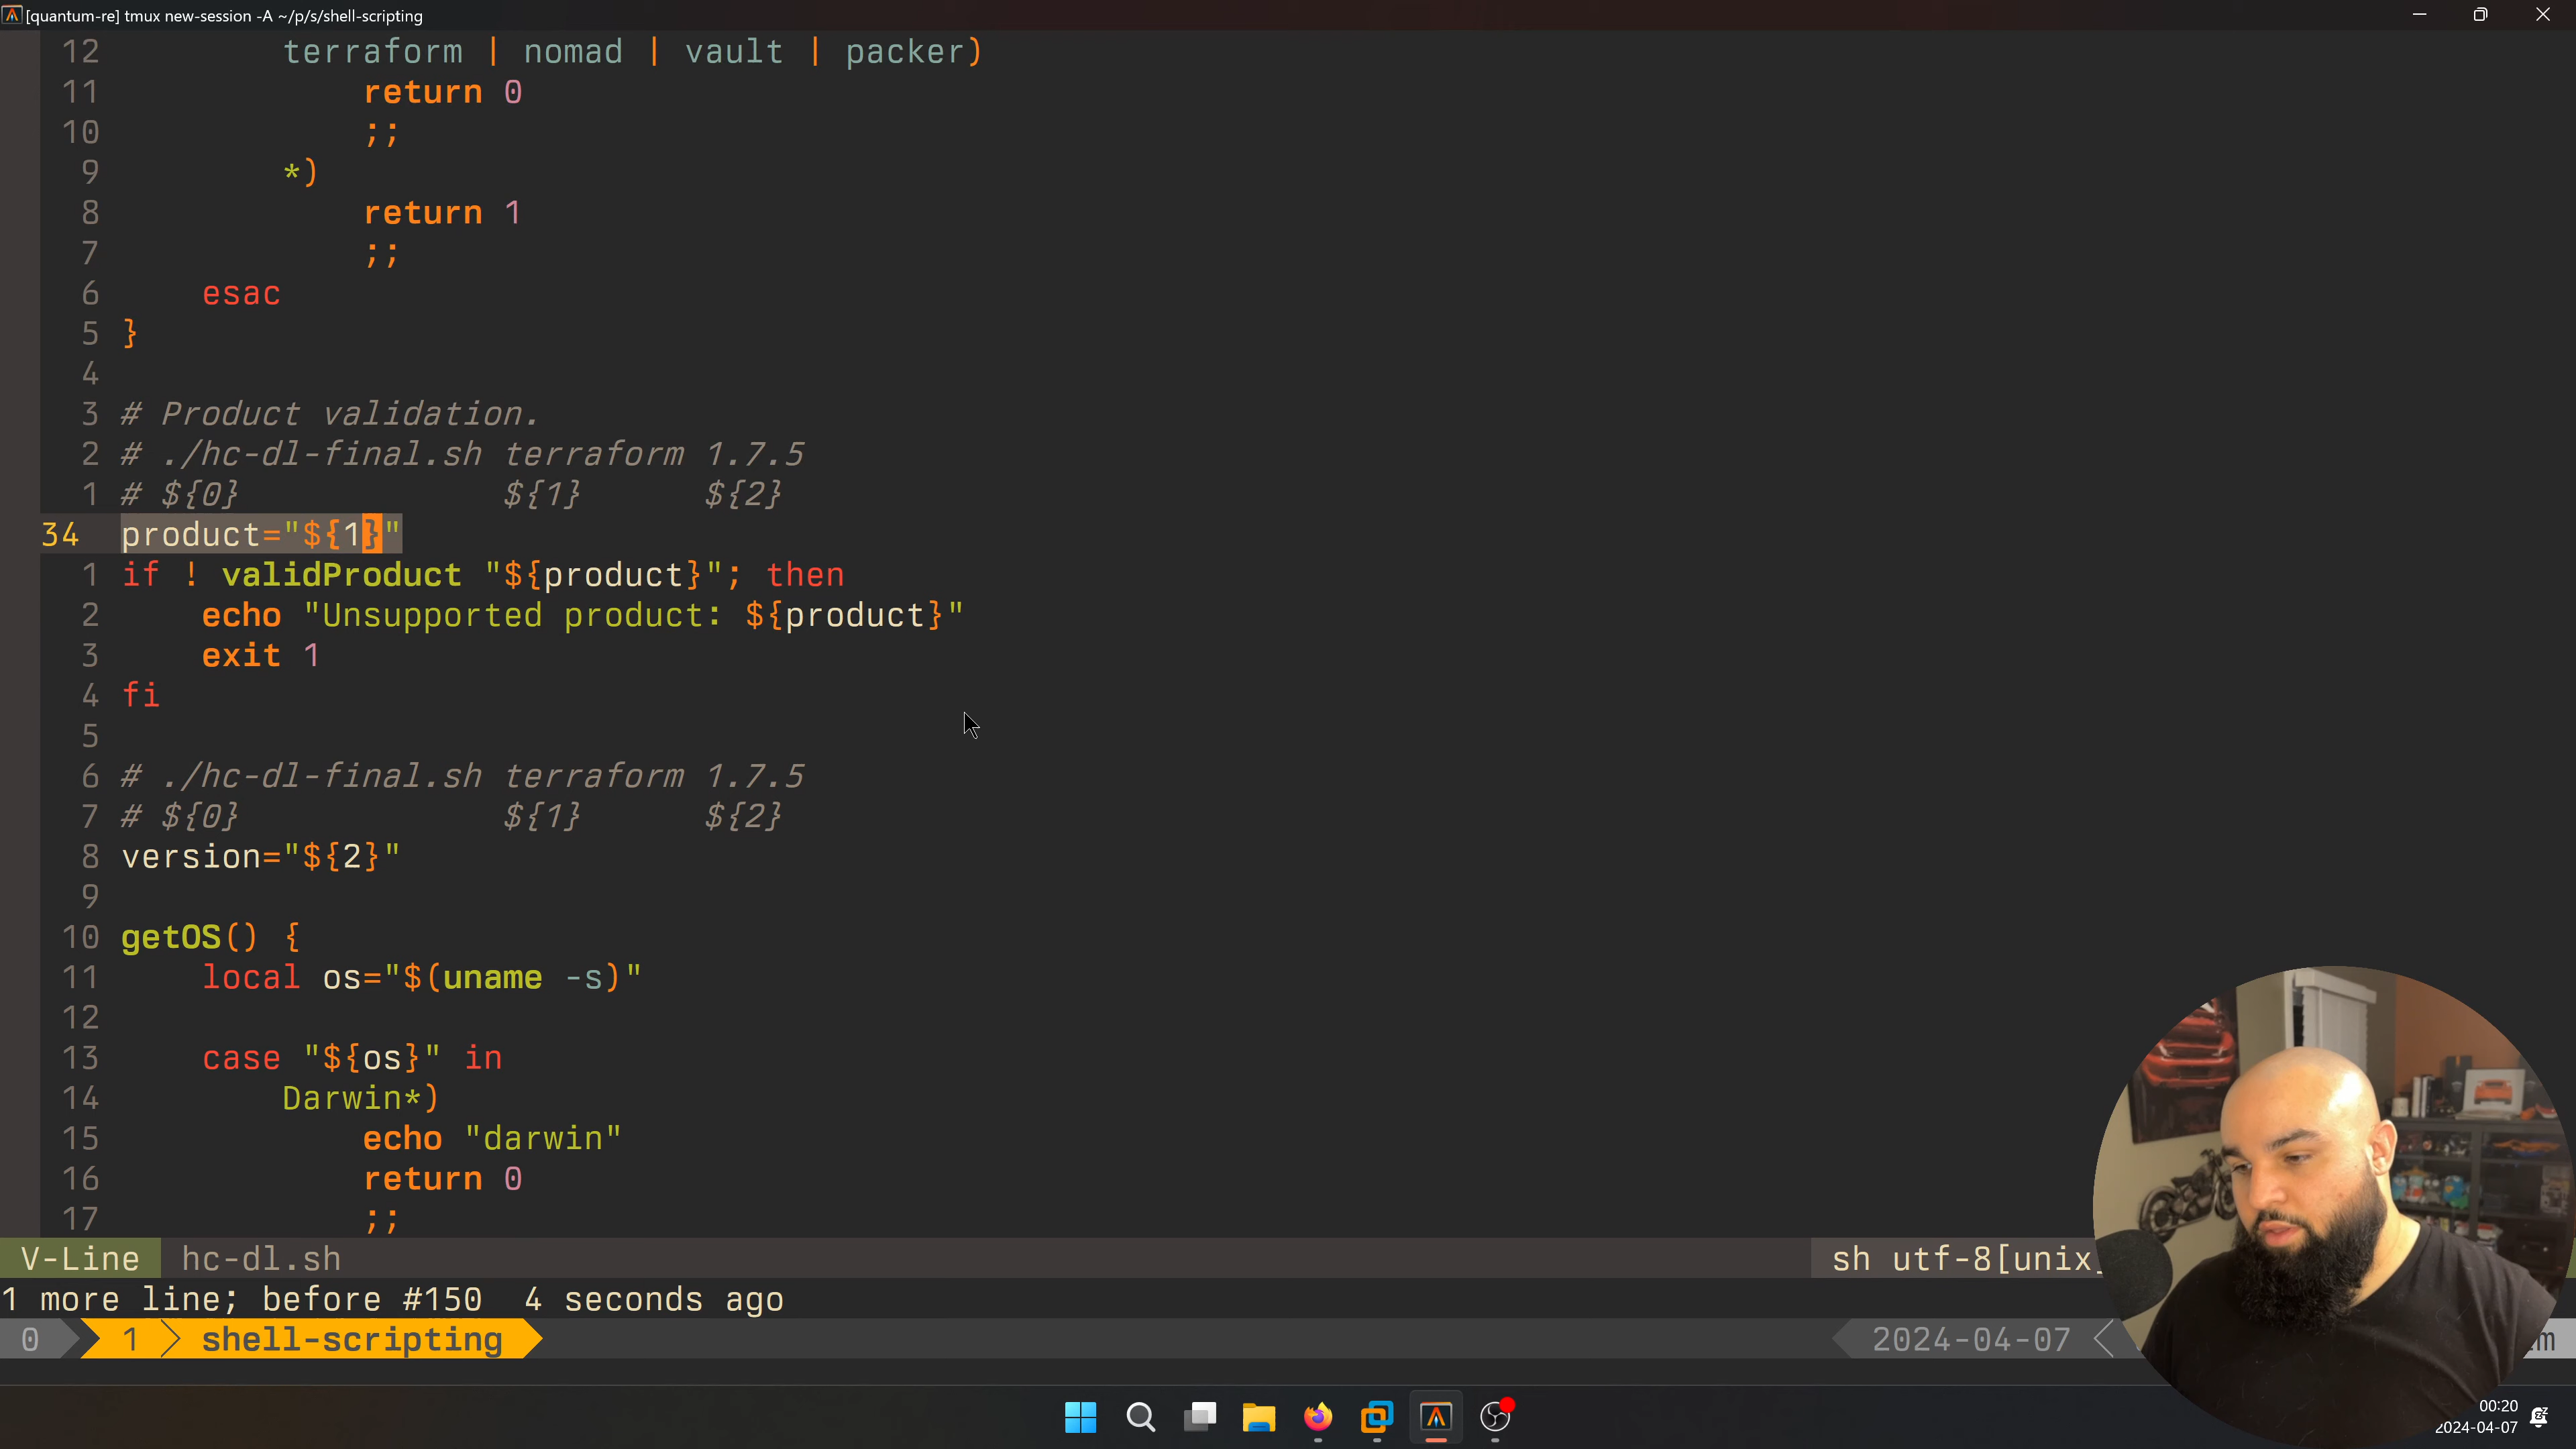 [quantum-re] tmux new-session -A ~/p/s/shell-scripting
12 terraform | nomad | vault | packer)
11 return 0
10 ;;
9 *)
8 return 1
7 ;;
6 esac
5 }
4
3 # Product validation.
2 # ./hc-dl-final.sh terraform 1.7.5
1 # ${0} ${1} ${2}
34 product="${1}"
1 if ! validProduct "${product}"; then
2 echo "Unsupported product: ${product}"
3 exit 1
4 fi
5
6 # ./hc-dl-final.sh terraform 1.7.5
7 # ${0} ${1} ${2}
8 version="${2}"
9
10 getOS() {
11 local os="$(uname -s)"
12
13 case "${os}" in
14 Darwin*)
15 echo "darwin"
16 return 0
17 ;;
V-Line hc-dl.sh sh utf-8[unix]
1 more line; before #150 4 seconds ago
0 1 shell-scripting 2024-04-07
00:20
2024-04-07